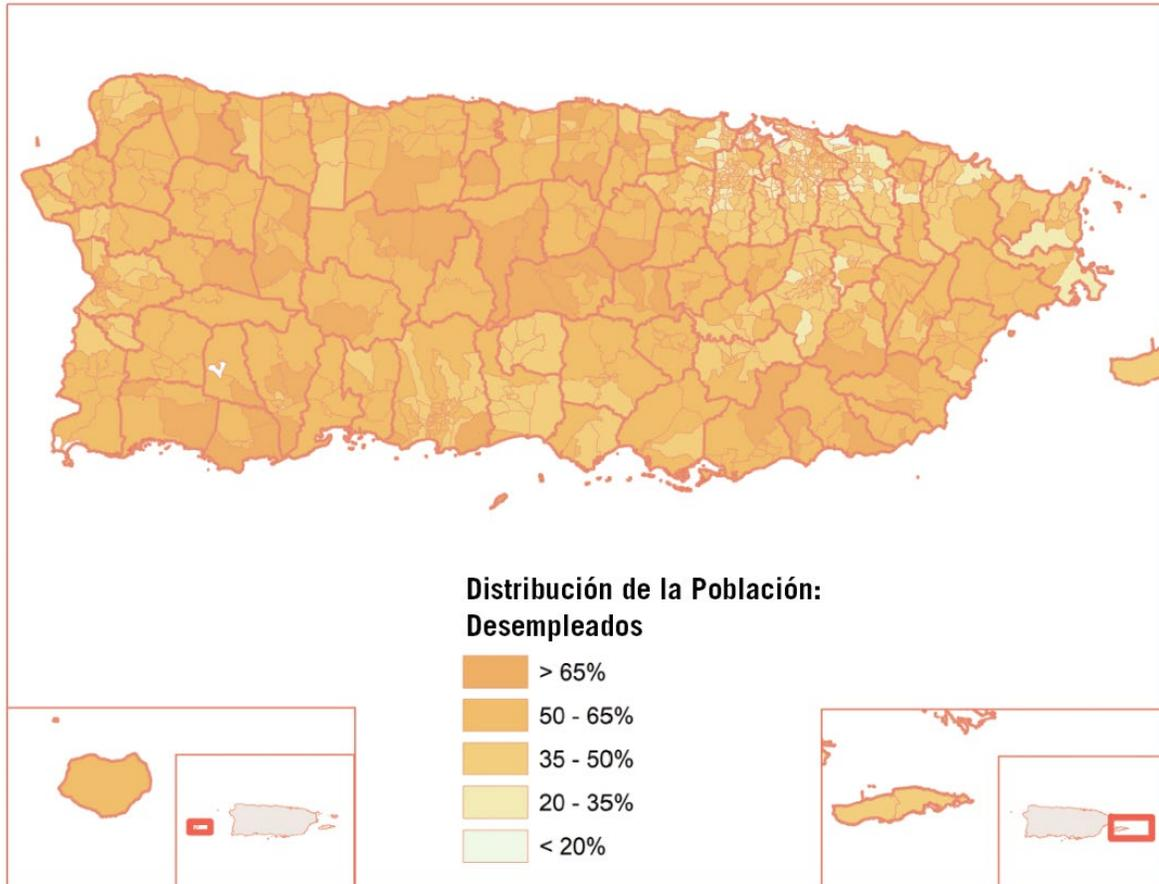 Distribución de la Población:
Desempleados
> 65%
50 - 65%
35 - 50%
20 - 35%
< 20%